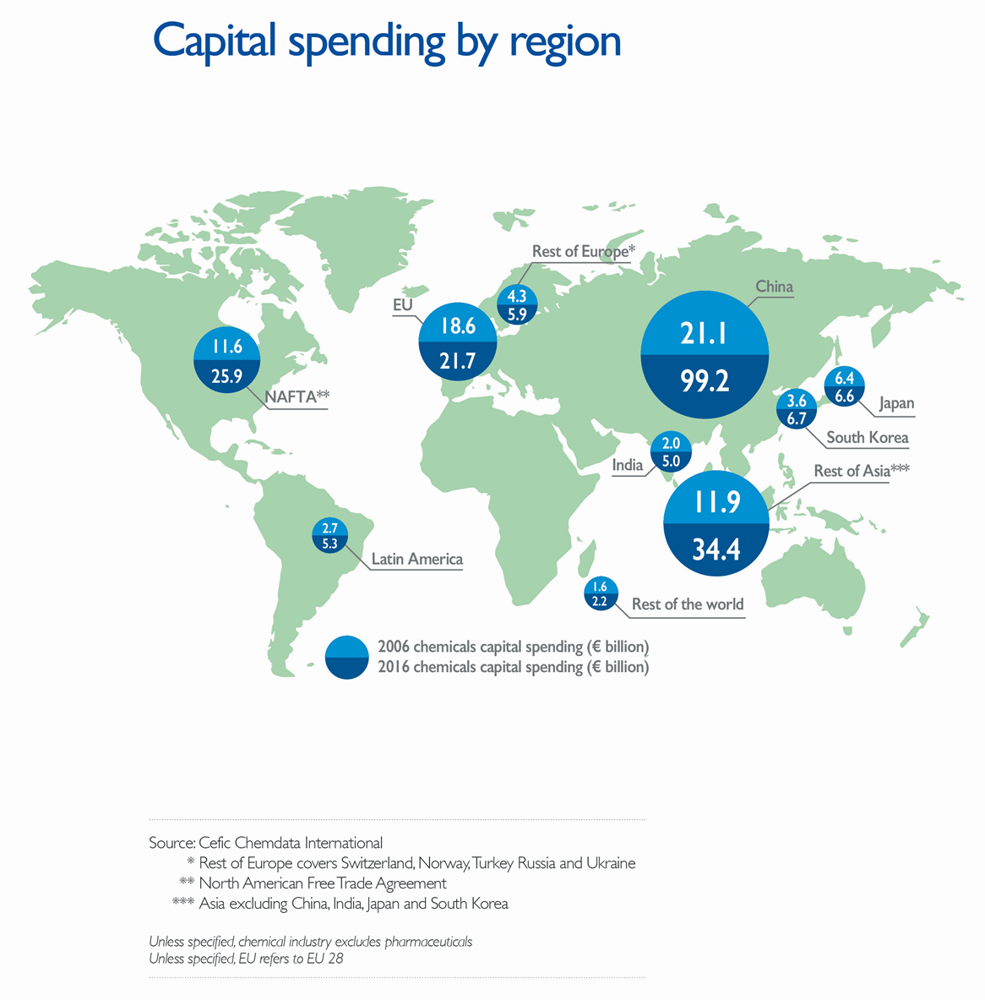 Capital spending by region
Rest of Europe*
4.3
5.9
China
EU
18.6
21.7
21.1
99.2
11.6
25.9
NAFTA**
6.4
6.6
Japan
3.6
6.7
South Korea
2.0
5.0
India
Rest of Asia***
11.9
34.4
2.7
5.3
Latin America
1.6
2.2
Rest of the world
2006 chemicals capital spending (€ billion)
2016 chemicals capital spending (€ billion)
Source: Cefic Chemdata International
* Rest of Europe covers Switzerland, Norway, Turkey Russia and Ukraine
** North American Free Trade Agreement
*** Asia excluding China, India, Japan and South Korea
Unless specified, chemical industry excludes pharmaceuticals
Unless specified, EU refers to EU 28